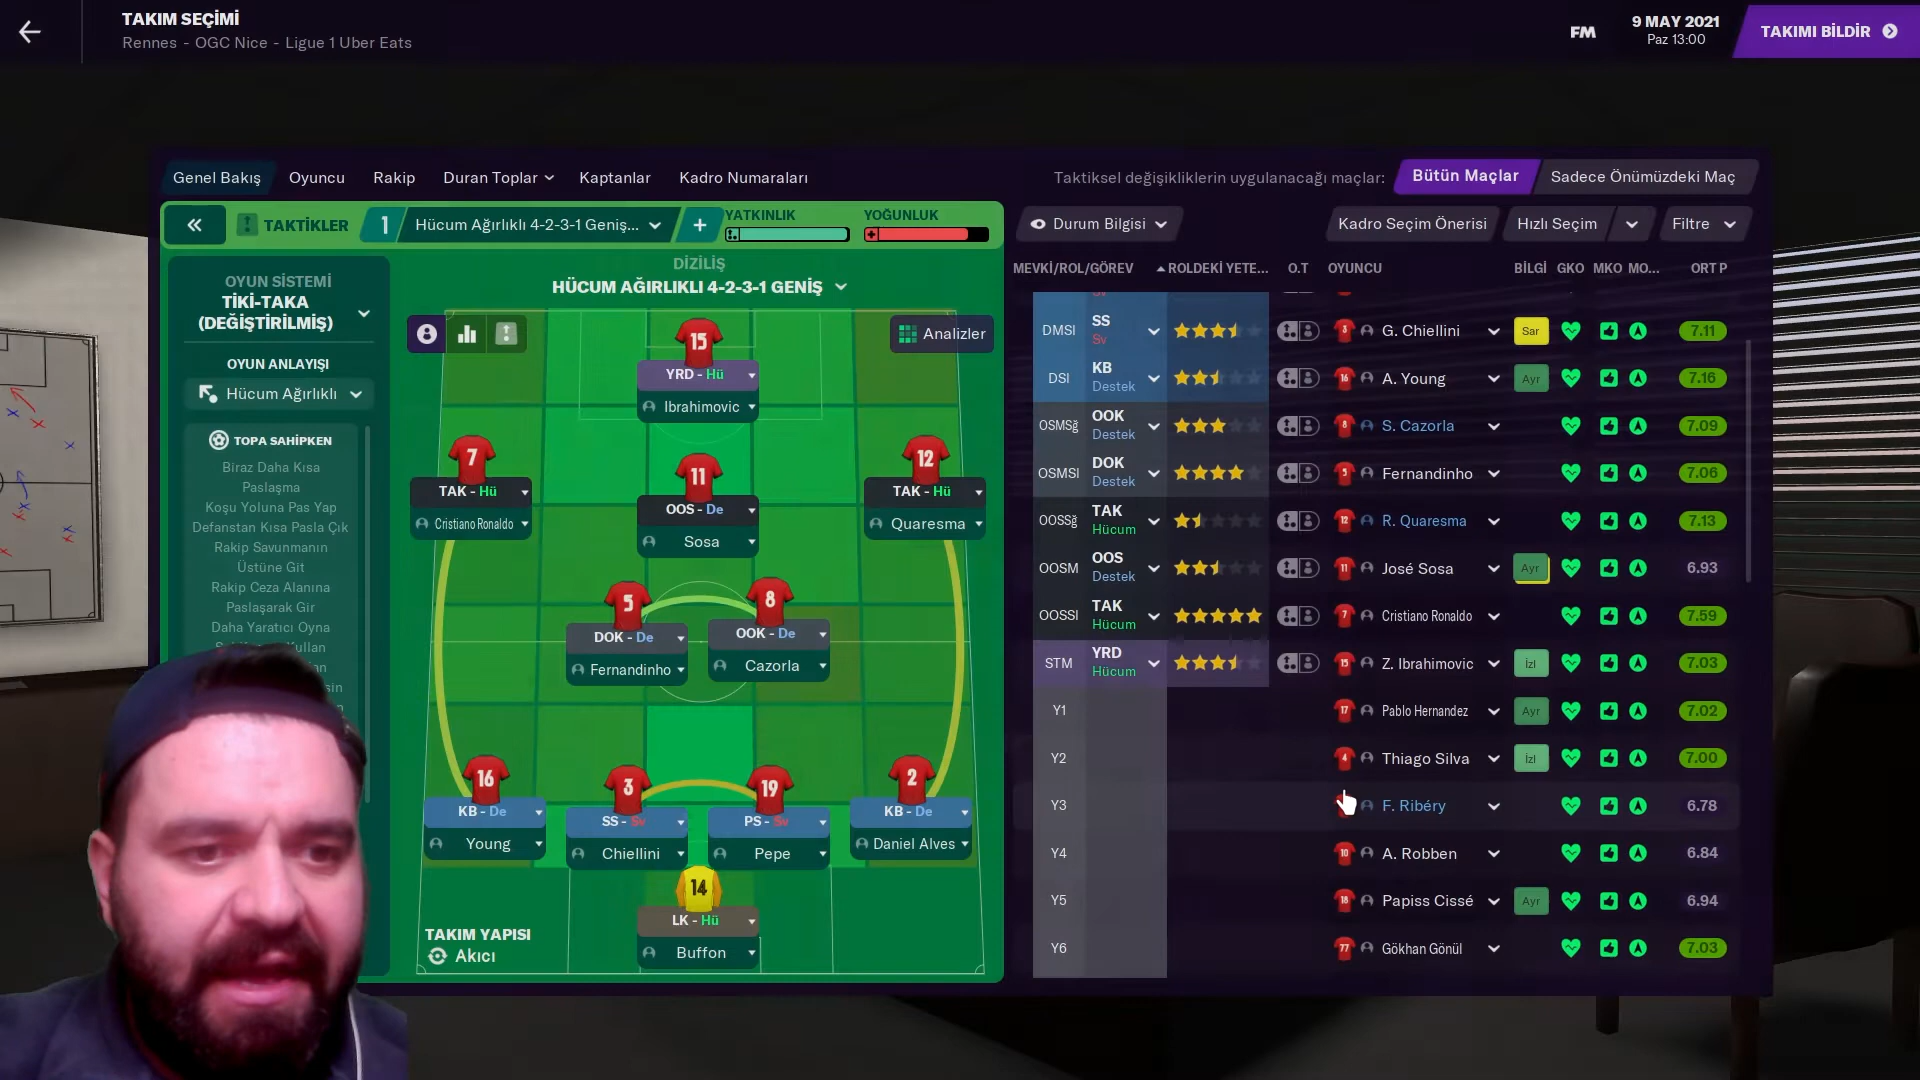 TAKIM SEÇİMİ
Rennes - OGC Nice - Ligue 1 Uber Eats
FM
9 MAY 2021
Paz 13:00
TAKIMI BİLDİR
Genel Bakış
Oyuncu
Rakip
Duran Toplar
Kaptanlar
Kadro Numaraları
Taktiksel değişikliklerin uygulanacağı maçlar:
Bütün Maçlar
Sadece Önümüzdeki Maç
TAKTİKLER
1
Hücum Ağırlıklı 4-2-3-1 Geniş...
+
YATKINLIK
YOĞUNLUK
Durum Bilgisi
Kadro Seçim Önerisi
Hızlı Seçim
Filtre
OYUN SİSTEMİ
TİKİ-TAKA
(DEĞİŞTİRİLMİŞ)
OYUN ANLAYIŞI
Hücum Ağırlıklı
TOPA SAHİPKEN
Biraz Daha Kısa
Paslaşma
Koşu Yoluna Pas Yap
Defanstan Kısa Pasla Çık
Rakip Savunmanın
Üstüne Git
Rakip Ceza Alanına
Paslaşarak Gir
Daha Yaratıcı Oyna
DİZİLİŞ
HÜCUM AĞIRLIKLI 4-2-3-1 GENİŞ
Analizler
15
YRD - Hü
Ibrahimovic
7
TAK - Hü
Cristiano Ronaldo
11
OOS - De
Sosa
12
TAK - Hü
Quaresma
5
DOK - De
Fernandinho
8
OOK - De
Cazorla
16
KB - De
Young
3
SS - Sv
Chiellini
19
PS - Sv
Pepe
2
KB - De
Daniel Alves
14
LK - Hü
Buffon
TAKIM YAPISI
Akıcı
MEVKİ/ROL/GÖREV ROLDEKİ YETE... O.T OYUNCU BİLGİ GKO MKO MO... ORT P
DMSI SS Sv 3 G. Chiellini Sar 7.11
DSI KB Destek 16 A. Young Ayr 7.16
OSMSğ OOK Destek 8 S. Cazorla 7.09
OSMSI DOK Destek 5 Fernandinho 7.06
OOSSğ TAK Hücum 12 R. Quaresma 7.13
OOSM OOS Destek 11 José Sosa Ayr 6.93
OOSSI TAK Hücum 7 Cristiano Ronaldo 7.59
STM YRD Hücum 15 Z. Ibrahimovic İzl 7.03
Y1 17 Pablo Hernandez Ayr 7.02
Y2 4 Thiago Silva İzl 7.00
Y3 F. Ribéry 6.78
Y4 10 A. Robben 6.84
Y5 18 Papiss Cissé Ayr 6.94
Y6 77 Gökhan Gönül 7.03